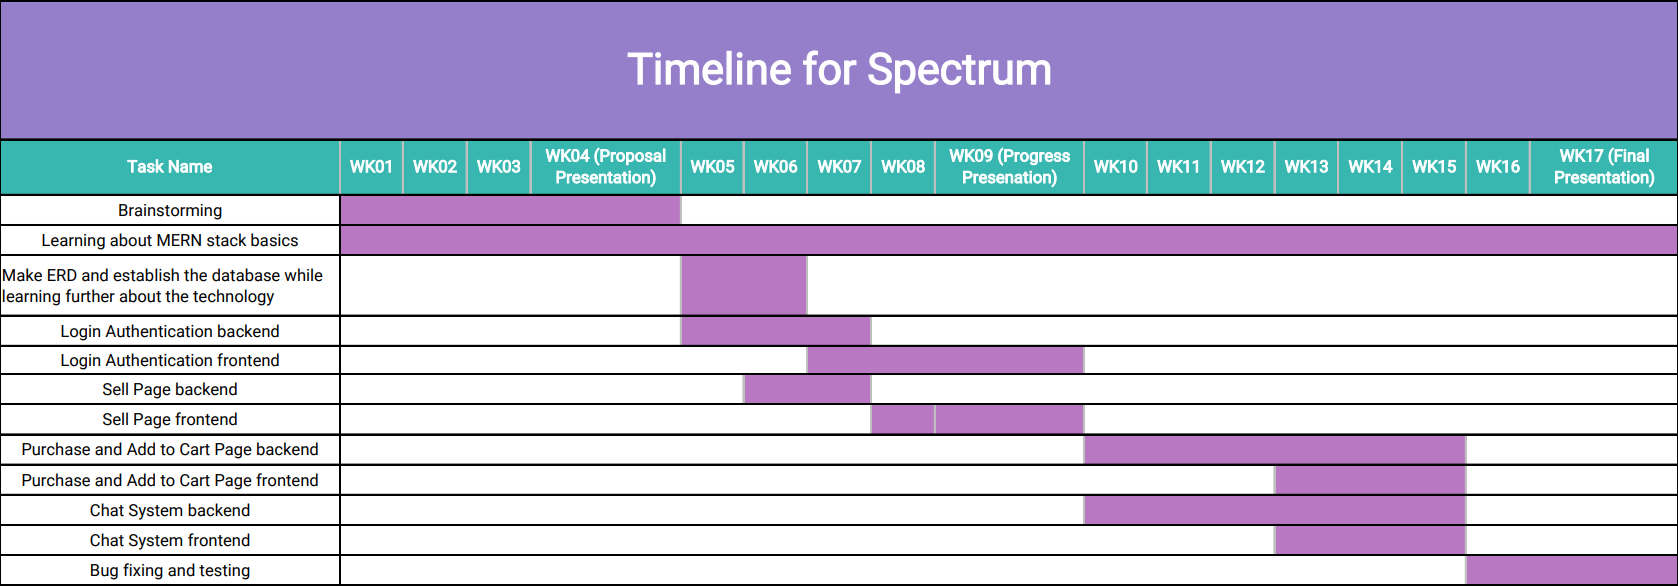 Timeline for Spectrum
Task Name
WK01
WK02
WK03
WK04 (Proposal
Presentation)
WK05
WK06
WK07
WK08
WK09 (Progress
Presenation)
WK10
WK11
WK12
WK13
WK14
WK15
WK16
WK17 (Final
Presentation)
Brainstorming
Learning about MERN stack basics
Make ERD and establish the database while
learning further about the technology
Login Authentication backend
Login Authentication frontend
Sell Page backend
Sell Page frontend
Purchase and Add to Cart Page backend
Purchase and Add to Cart Page frontend
Chat System backend
Chat System frontend
Bug fixing and testing